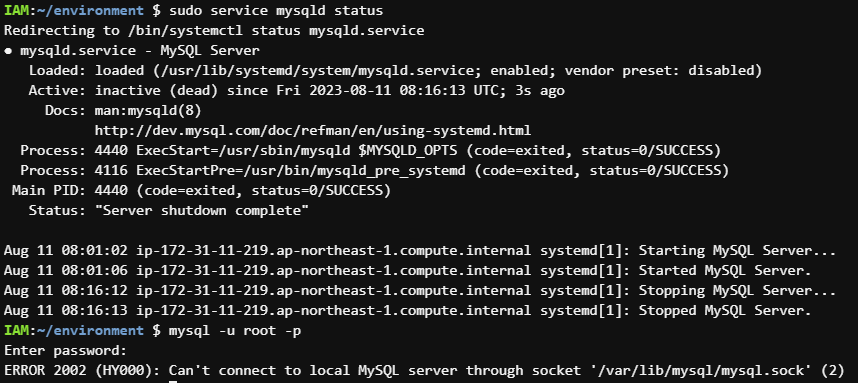 IAM:~/environment $ sudo service mysqld status
Redirecting to /bin/systemctl status mysqld.service
● mysqld.service - MySQL Server
   Loaded: loaded (/usr/lib/systemd/system/mysqld.service; enabled; vendor preset: disabled)
   Active: inactive (dead) since Fri 2023-08-11 08:16:13 UTC; 3s ago
     Docs: man:mysqld(8)
           http://dev.mysql.com/doc/refman/en/using-systemd.html
  Process: 4440 ExecStart=/usr/sbin/mysqld $MYSQLD_OPTS (code=exited, status=0/SUCCESS)
  Process: 4116 ExecStartPre=/usr/bin/mysqld_pre_systemd (code=exited, status=0/SUCCESS)
 Main PID: 4440 (code=exited, status=0/SUCCESS)
   Status: "Server shutdown complete"

Aug 11 08:01:02 ip-172-31-11-219.ap-northeast-1.compute.internal systemd[1]: Starting MySQL Server...
Aug 11 08:01:06 ip-172-31-11-219.ap-northeast-1.compute.internal systemd[1]: Started MySQL Server.
Aug 11 08:16:12 ip-172-31-11-219.ap-northeast-1.compute.internal systemd[1]: Stopping MySQL Server...
Aug 11 08:16:13 ip-172-31-11-219.ap-northeast-1.compute.internal systemd[1]: Stopped MySQL Server.
IAM:~/environment $ mysql -u root -p
Enter password:
ERROR 2002 (HY000): Can't connect to local MySQL server through socket '/var/lib/mysql/mysql.sock' (2)